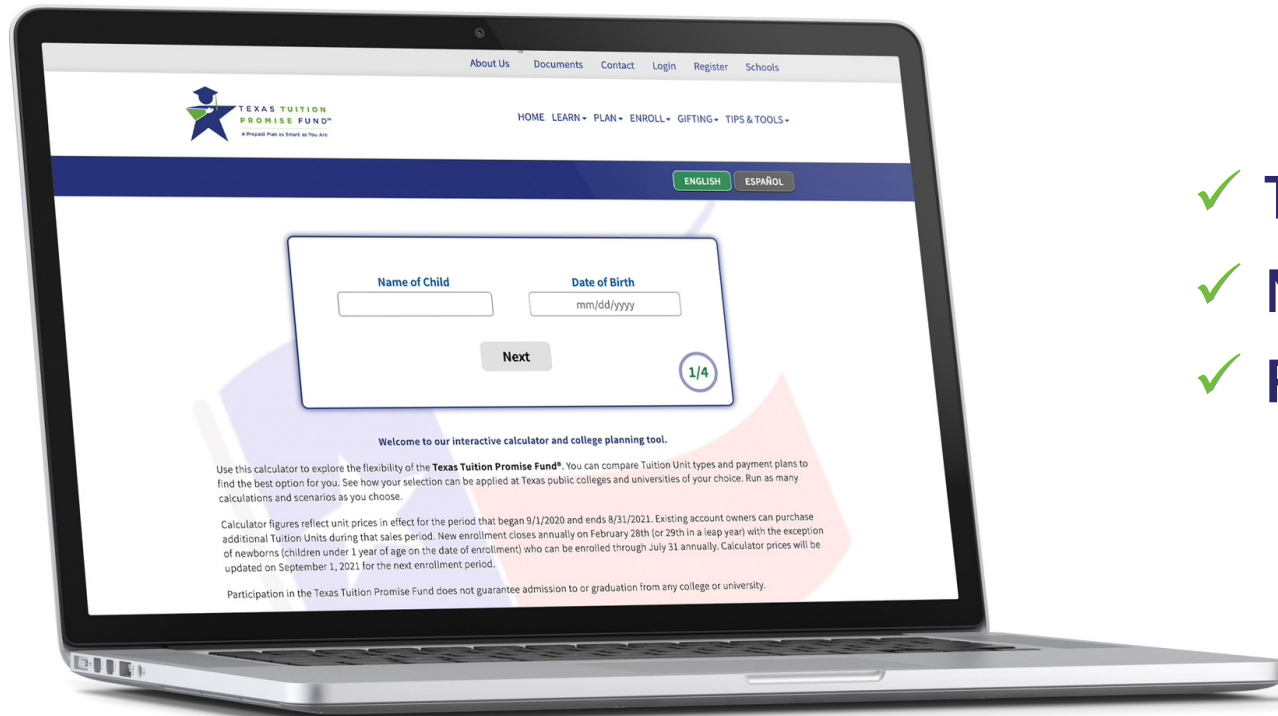 About Us Documents Contact Login Register Schools
TEXAS TUITION
PROMISE FUND℠
A Prepaid Plan as Smart as You Are
HOME LEARN PLAN ENROLL GIFTING TIPS & TOOLS
ENGLISH ESPAÑOL
Name of Child Date of Birth
mm/dd/yyyy
Next
1/4
Welcome to our interactive calculator and college planning tool.
Use this calculator to explore the flexibility of the Texas Tuition Promise Fund®. You can compare Tuition Unit types and payment plans to
find the best option for you. See how your selection can be applied at Texas public colleges and universities of your choice. Run as many
calculations and scenarios as you choose.
Calculator figures reflect unit prices in effect for the period that began 9/1/2020 and ends 8/31/2021. Existing account owners can purchase
additional Tuition Units during that sales period. New enrollment closes annually on February 28th (or 29th in a leap year) with the exception
of newborns (children under 1 year of age on the date of enrollment) who can be enrolled through July 31 annually. Calculator prices will be
updated on September 1, 2021 for the next enrollment period.
Participation in the Texas Tuition Promise Fund does not guarantee admission to or graduation from any college or university.